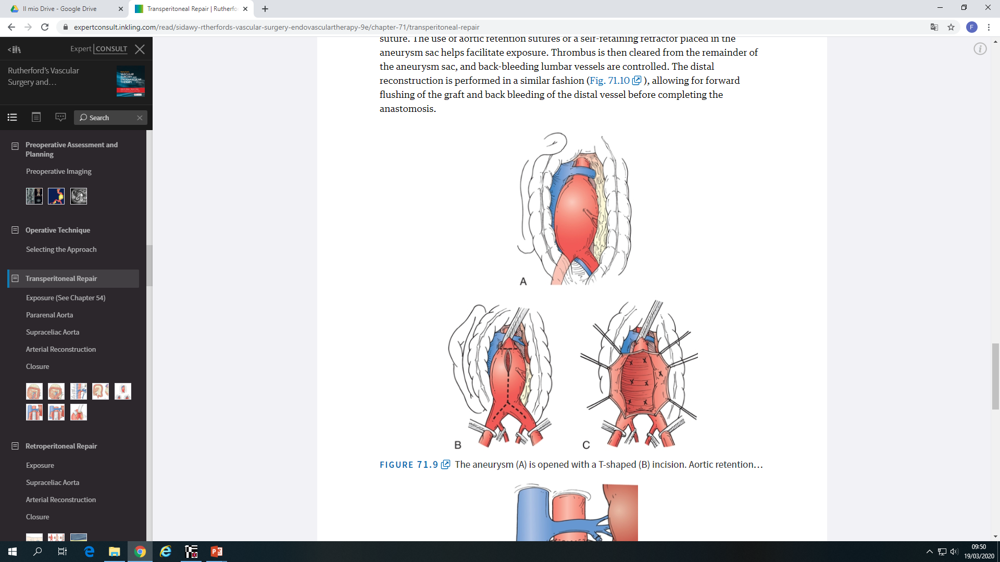 Il mio Drive - Google Drive
Transperitoneal Repair | Rutherfo
expertconsult.inkling.com/read/sidawy-rtherfords-vascular-surgery-endovasculartherapy-9e/chapter-71/transperitoneal-repair
F
Expert CONSULT
Rutherford’s Vascular
Surgery and…
Search
Preoperative Assessment and
Planning
Preoperative Imaging
Operative Technique
Selecting the Approach
Transperitoneal Repair
Exposure (See Chapter 54)
Pararenal Aorta
Supraceliac Aorta
Arterial Reconstruction
Closure
Retroperitoneal Repair
Exposure
Supraceliac Aorta
Arterial Reconstruction
Closure
suture. The use of aortic retention sutures or a self-retaining retractor placed in the
aneurysm sac helps facilitate exposure. Thrombus is then cleared from the remainder of
the aneurysm sac, and back-bleeding lumbar vessels are controlled. The distal
reconstruction is performed in a similar fashion (Fig. 71.10 ), allowing for forward
flushing of the graft and back bleeding of the distal vessel before completing the
anastomosis.
A
B
C
FIGURE 71.9 The aneurysm (A) is opened with a T-shaped (B) incision. Aortic retention…
09:50
19/03/2020